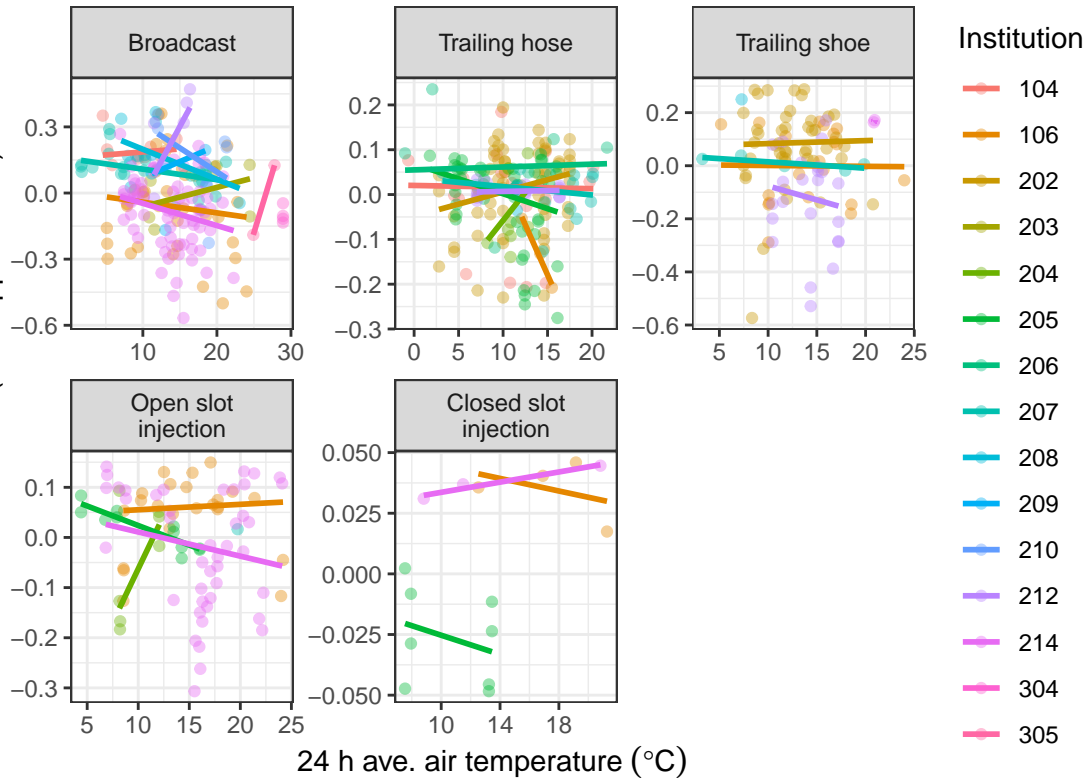 Broadcast
Trailing hose
Trailing shoe
Institution
0.3
0.0
−0.3
−0.6
10 20 30
0.2
0.1
0.0
−0.1
−0.2
−0.3
0 5 10 15 20
0.2
0.0
−0.2
−0.4
−0.6
5 10 15 20 25
Open slot
injection
Closed slot
injection
0.1
0.0
−0.1
−0.2
−0.3
5 10 15 20 25
0.050
0.025
0.000
−0.025
−0.050
10 14 18
24 h ave. air temperature (°C)
104
106
202
203
204
205
206
207
208
209
210
212
214
304
305